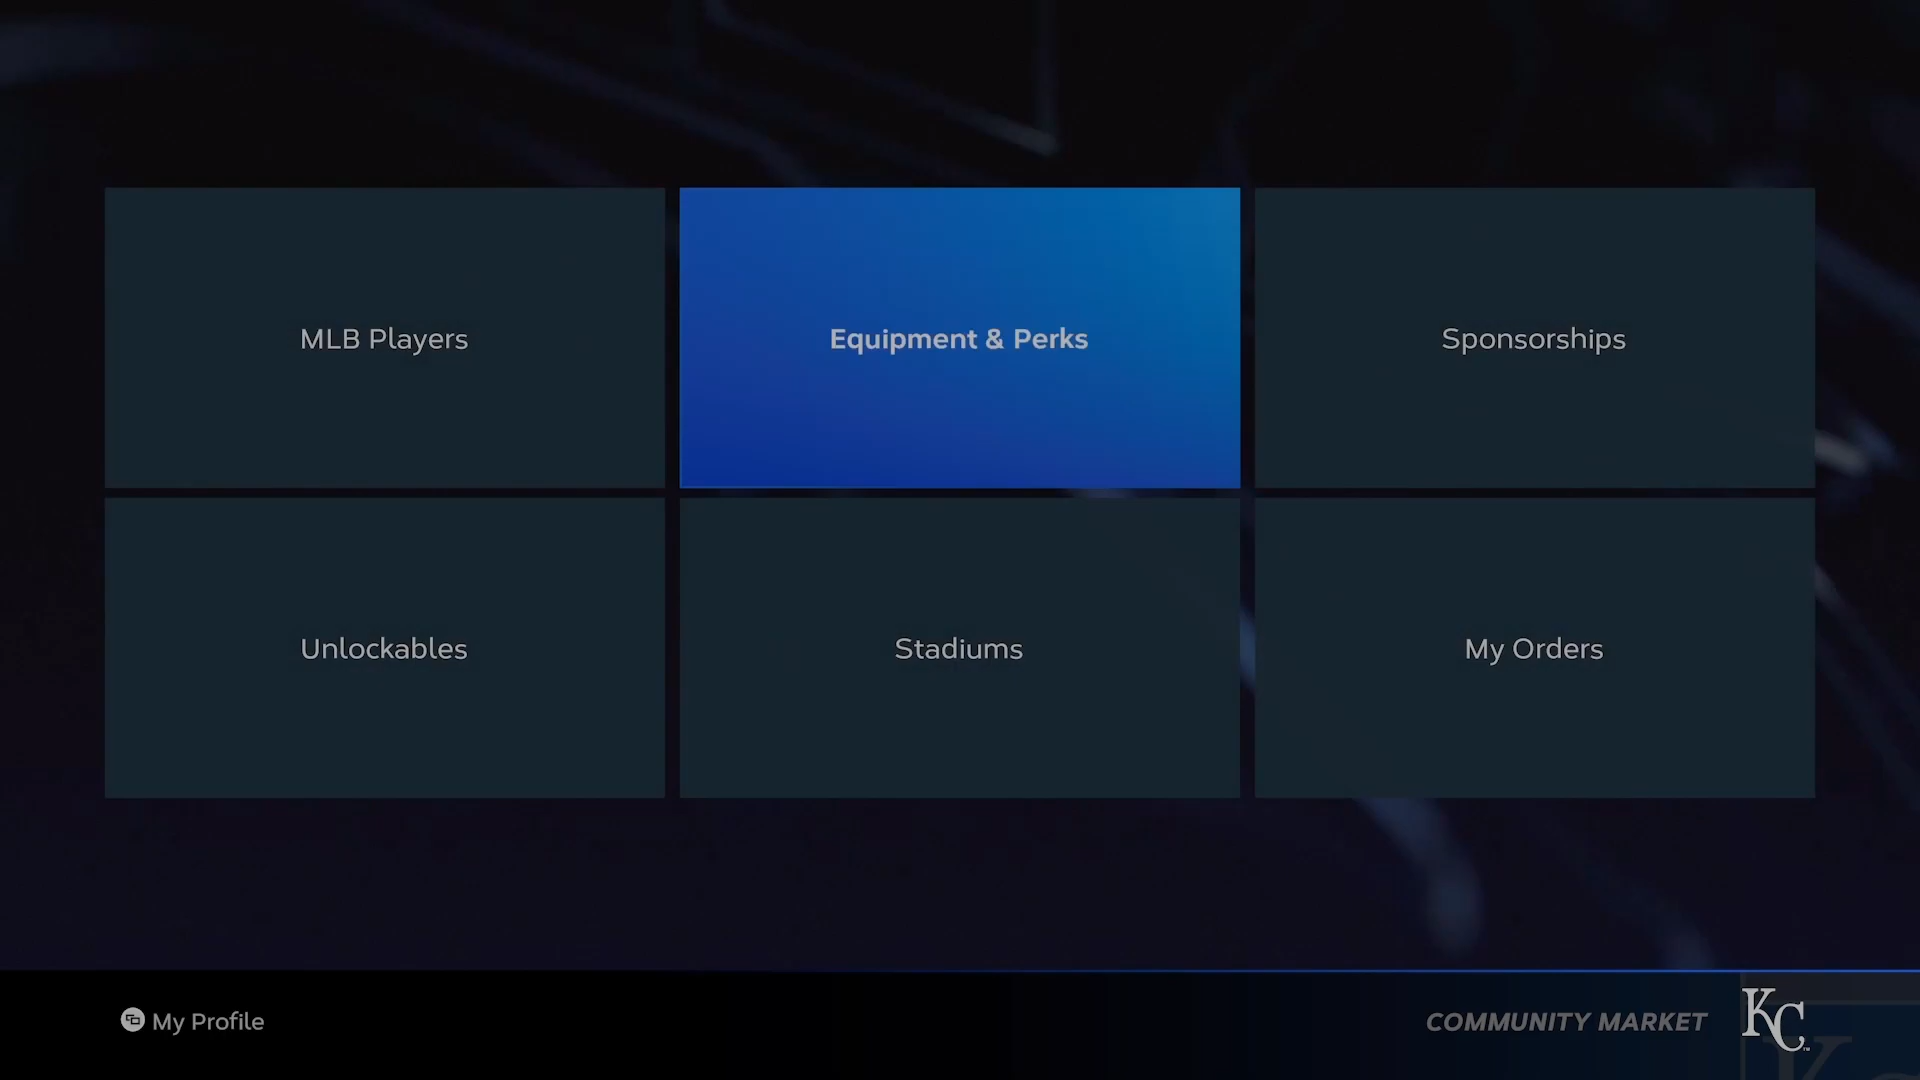 MLB Players
Equipment & Perks
Sponsorships
Unlockables
Stadiums
My Orders
My Profile
COMMUNITY MARKET
KC